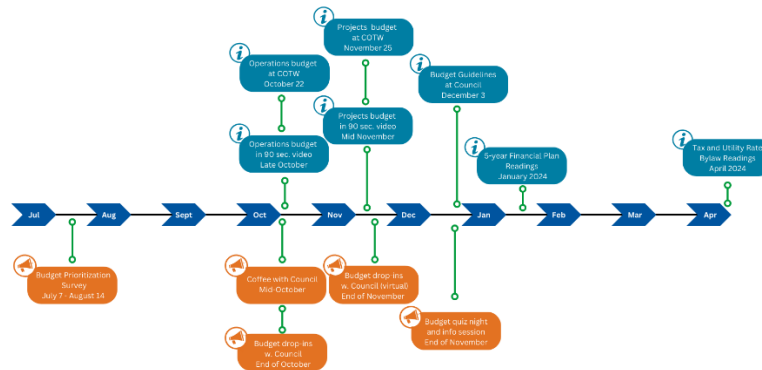 Projects budget
at COTW
November 25
Operations budget
at COTW
October 22
Budget Guidelines
at Council
December 3
Projects budget
in 90 sec. video
Mid November
Operations budget
in 90 sec. video
Late October
5-year Financial Plan
Readings
January 2024
Tax and Utility Rate
Bylaw Readings
April 2024
Jul
Aug
Sept
Oct
Nov
Dec
Jan
Feb
Mar
Apr
Budget Prioritization
Survey
July 7 - August 14
Coffee with Council
Mid-October
Budget drop-ins
w. Council (virtual)
End of November
Budget quiz night
and info session
End of November
Budget drop-ins
w. Council
End of October